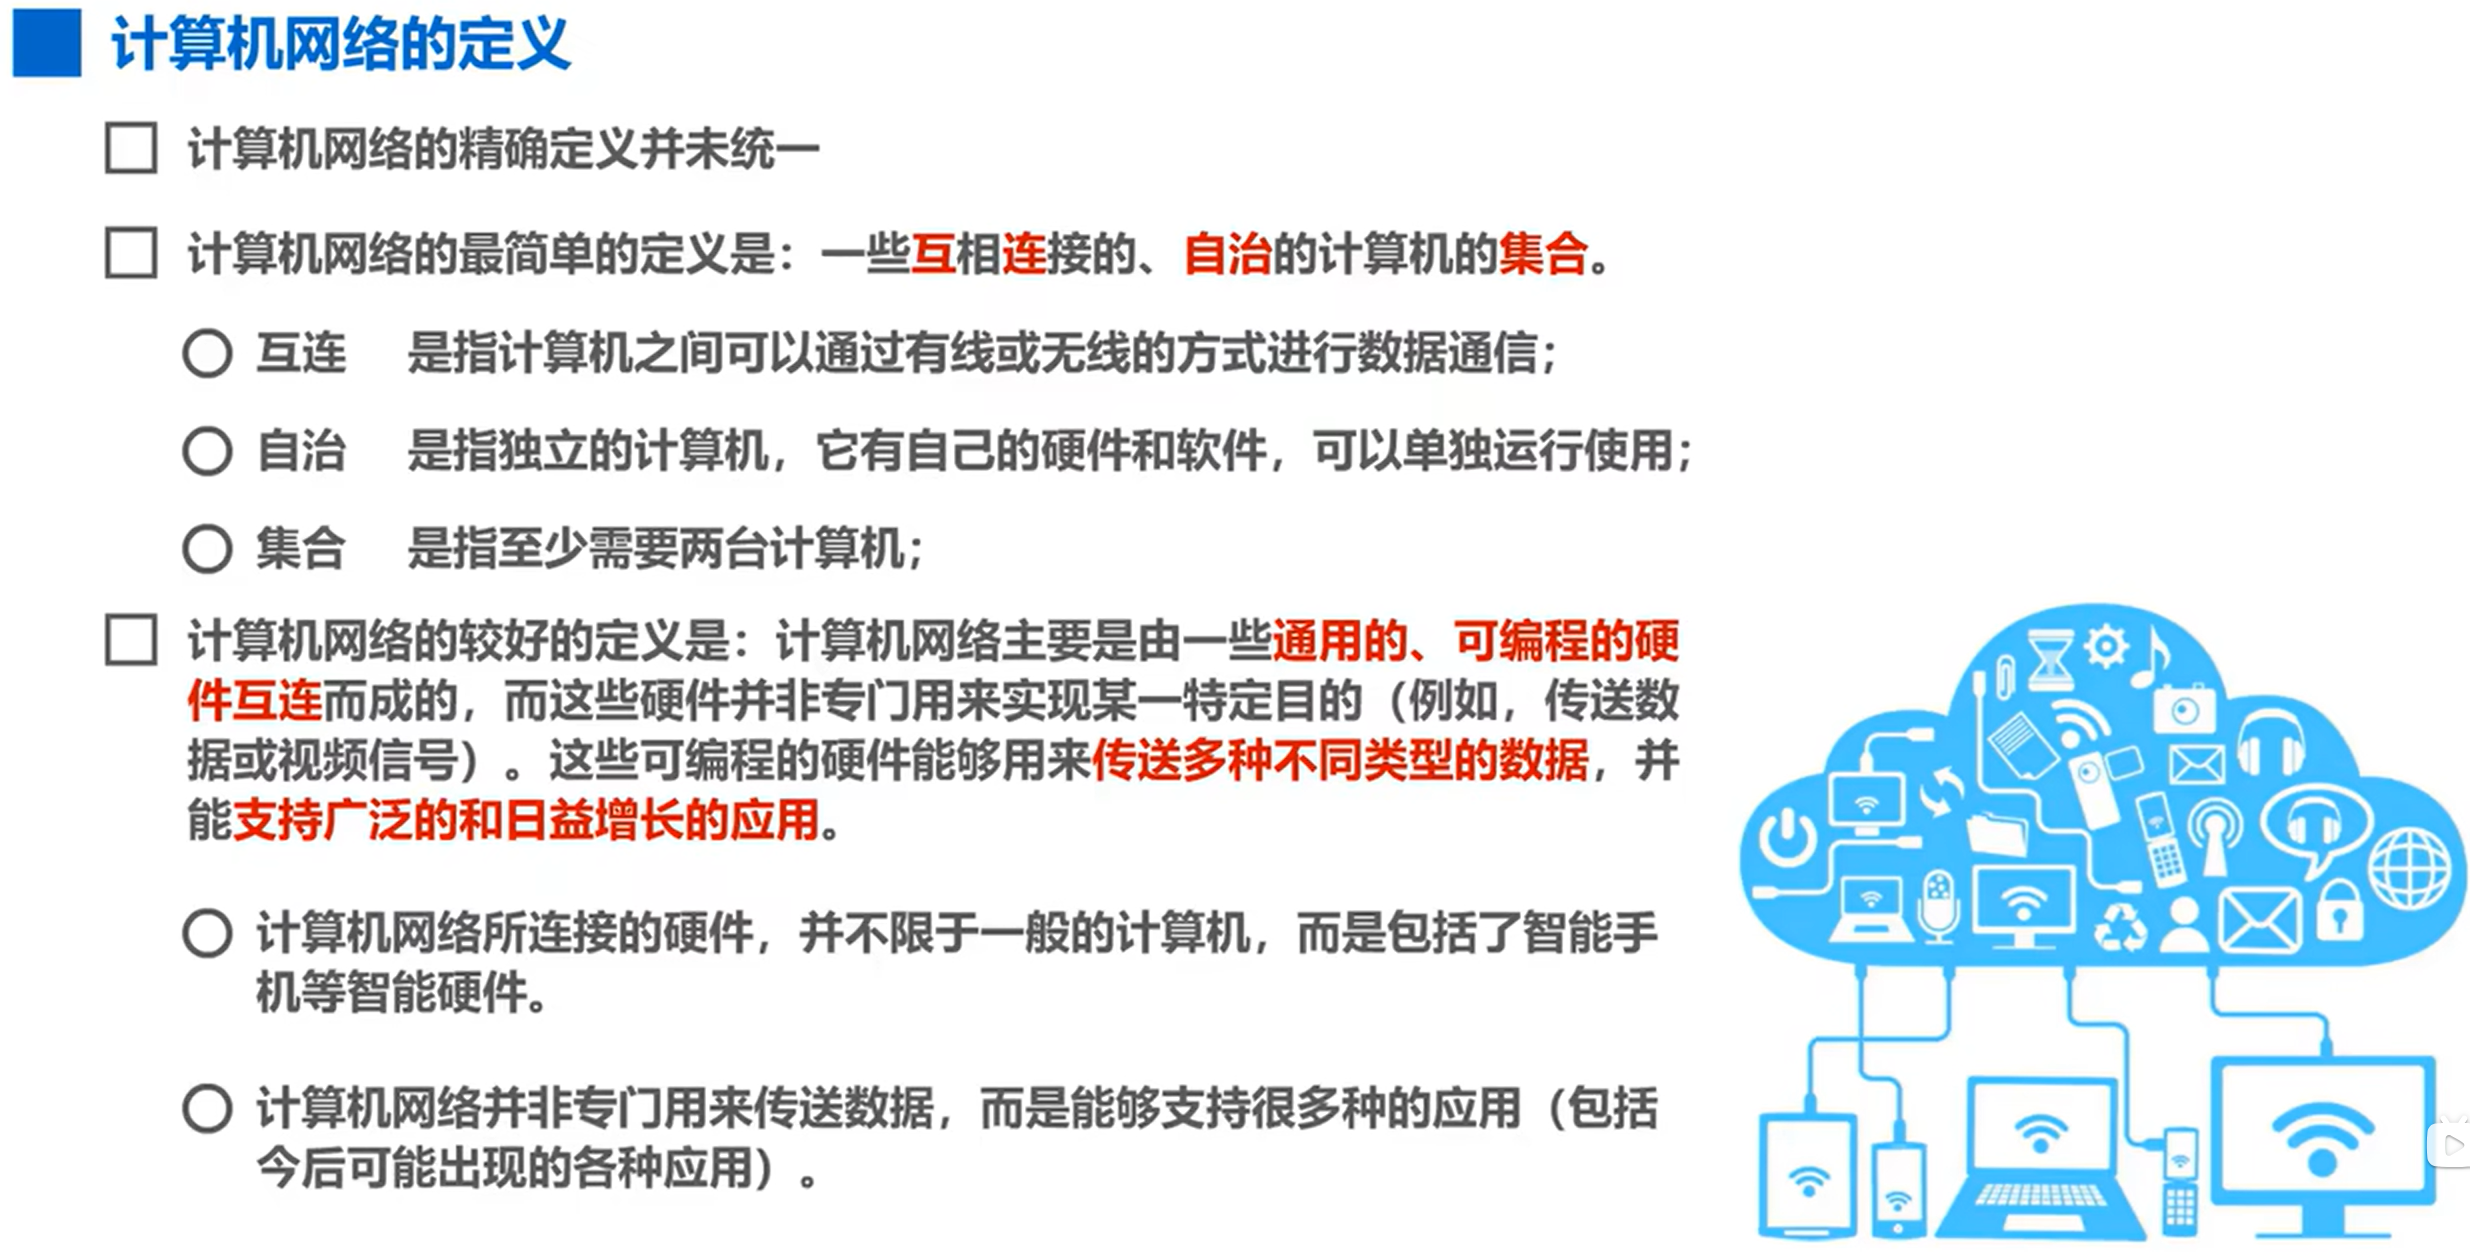 计算机网络的定义
计算机网络的精确定义并未统一
计算机网络的最简单的定义是：一些互相连接的、自治的计算机的集合。
互连 是指计算机之间可以通过有线或无线的方式进行数据通信；
自治 是指独立的计算机，它有自己的硬件和软件，可以单独运行使用；
集合 是指至少需要两台计算机；
计算机网络的较好的定义是：计算机网络主要是由一些通用的、可编程的硬
件互连而成的，而这些硬件并非专门用来实现某一特定目的（例如，传送数
据或视频信号）。这些可编程的硬件能够用来传送多种不同类型的数据，并
能支持广泛的和日益增长的应用。
计算机网络所连接的硬件，并不限于一般的计算机，而是包括了智能手
机等智能硬件。
计算机网络并非专门用来传送数据，而是能够支持很多种的应用（包括
今后可能出现的各种应用）。